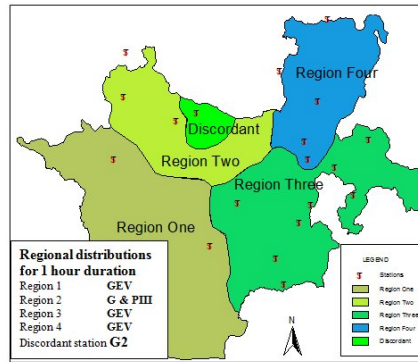 Region Four
Discordant
Region Two
Region Three
Region One
Regional distributions
for 1 hour duration
Region 1 GEV
Region 2 G & PIII
Region 3 GEV
Region 4 GEV
Discordant station G2
N
LEGEND
Stations
Region One
Region Two
Region Three
Region Four
Discordant